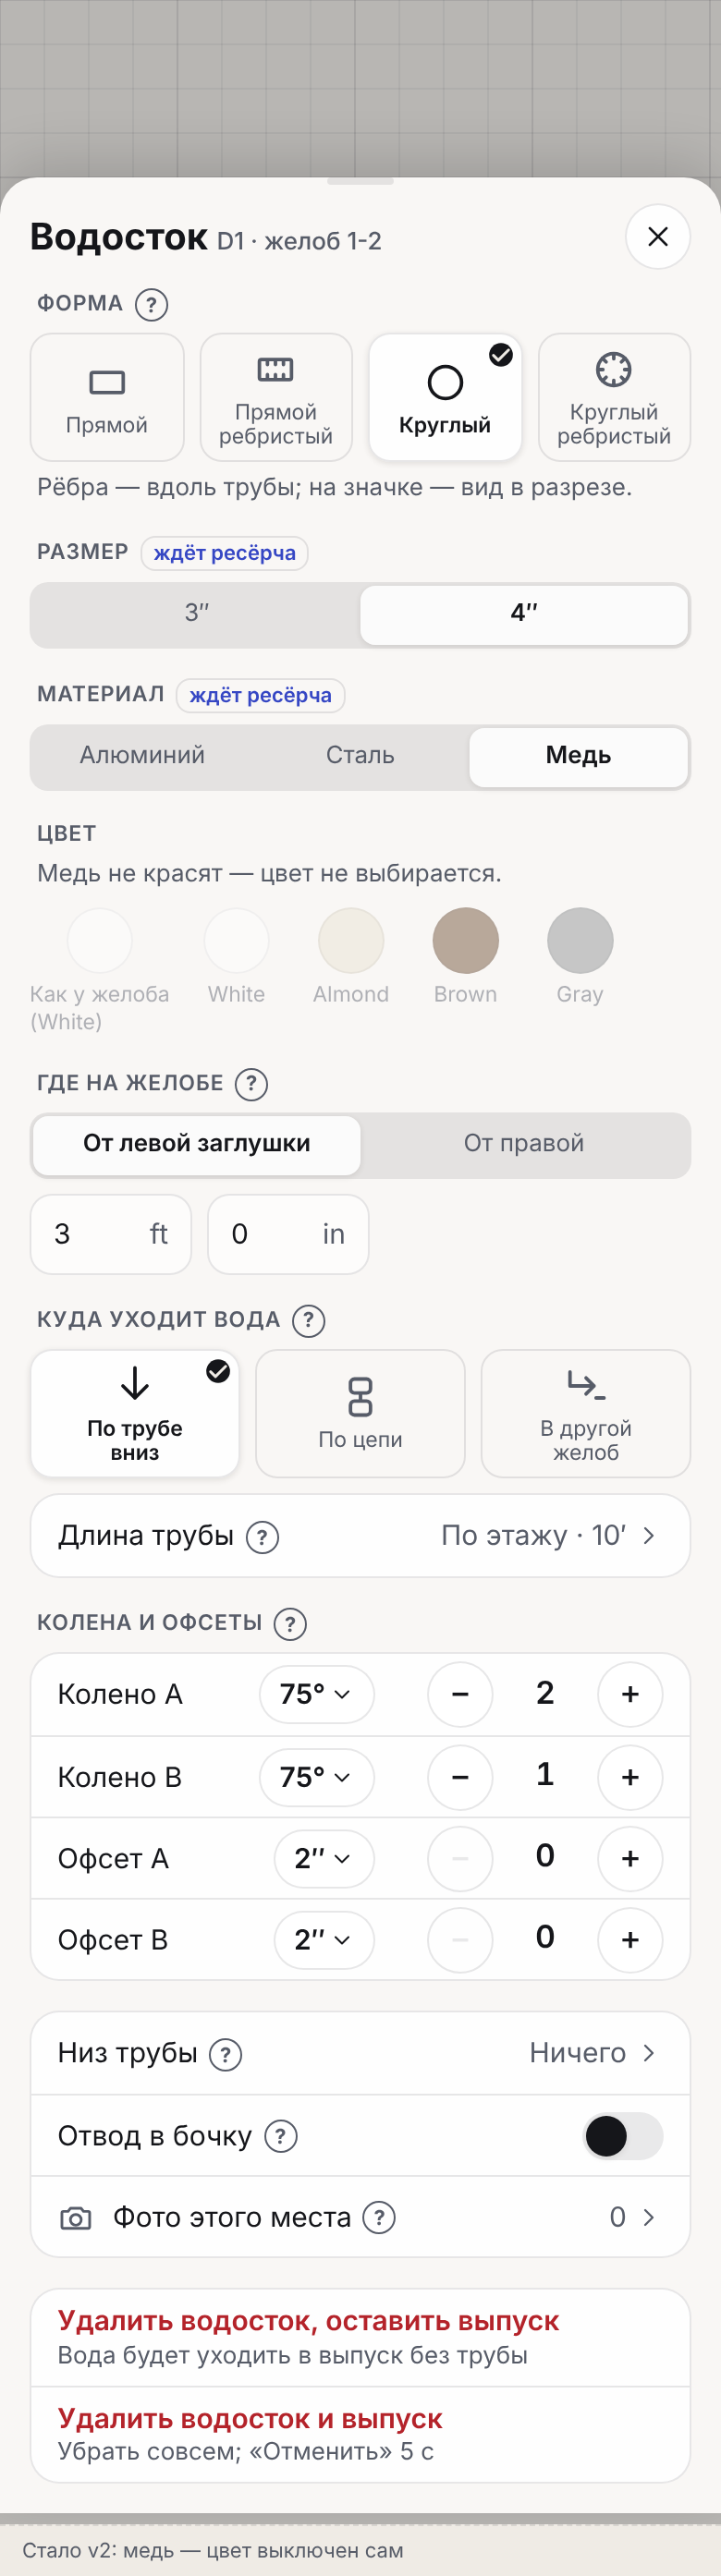 Водосток D1 · желоб 1-2
ФОРМА ?
Прямой
Прямой ребристый
Круглый
Круглый ребристый
Рёбра — вдоль трубы; на значке — вид в разрезе.
РАЗМЕР ждёт ресёрча
3″ 4″
МАТЕРИАЛ ждёт ресёрча
Алюминий Сталь Медь
ЦВЕТ
Медь не красят — цвет не выбирается.
Как у желоба (White)
White
Almond
Brown
Gray
ГДЕ НА ЖЕЛОБЕ ?
От левой заглушки От правой
3 ft 0 in
КУДА УХОДИТ ВОДА ?
По трубе вниз
По цепи
В другой желоб
Длина трубы ? По этажу · 10′
КОЛЕНА И ОФСЕТЫ ?
Колено A 75° − 2 +
Колено B 75° − 1 +
Офсет A 2″ − 0 +
Офсет B 2″ − 0 +
Низ трубы ? Ничего
Отвод в бочку ?
Фото этого места ? 0
Удалить водосток, оставить выпуск
Вода будет уходить в выпуск без трубы
Удалить водосток и выпуск
Убрать совсем; «Отменить» 5 с
Стало v2: медь — цвет выключен сам